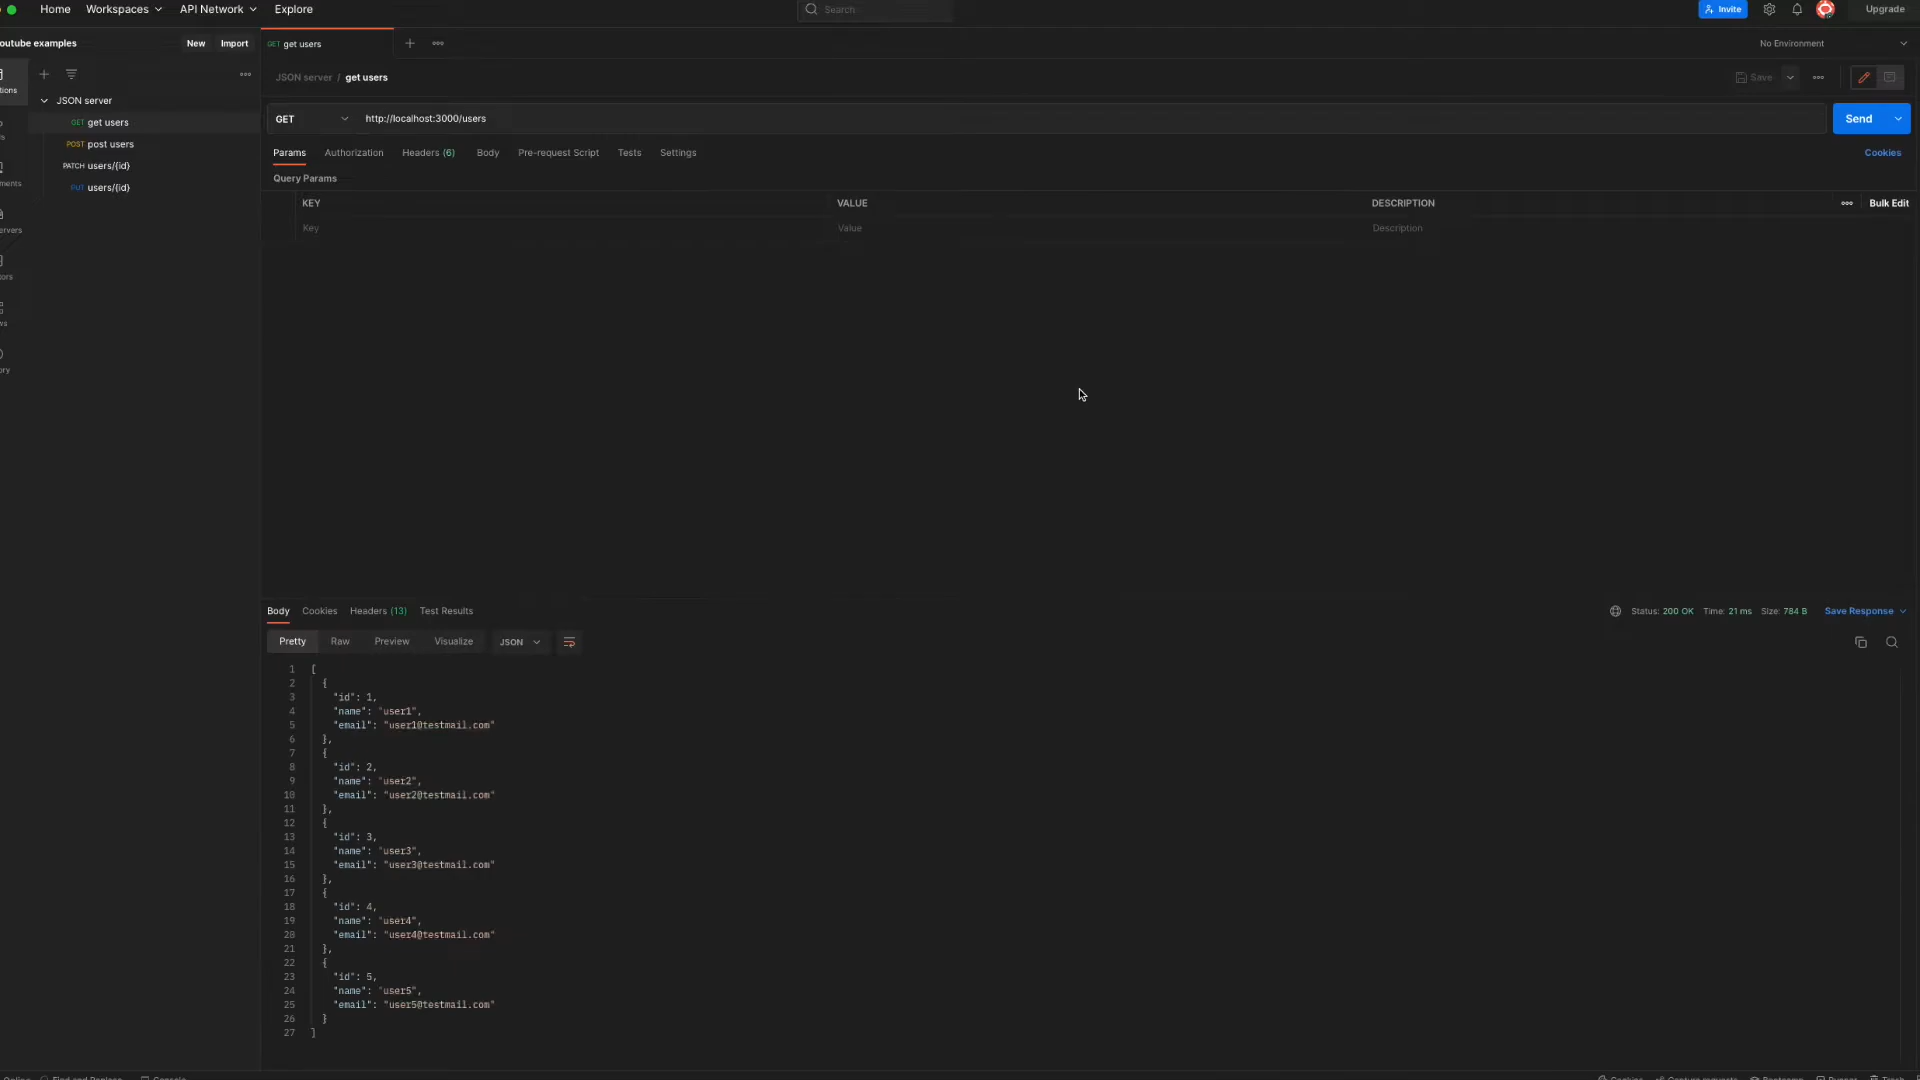 Home Workspaces API Network Explore Search Invite Upgrade
outube examples New Import GET get users No Environment
JSON server / get users Save
JSON server
GET get users
POST post users
PATCH users/{id}
PUT users/{id}
GET http://localhost:3000/users Send
Params Authorization Headers (6) Body Pre-request Script Tests Settings Cookies
Query Params
KEY VALUE DESCRIPTION Bulk Edit
Key Value Description
Body Cookies Headers (13) Test Results Status: 200 OK Time: 21 ms Size: 784 B Save Response
Pretty Raw Preview Visualize JSON
1 [
2 {
3 "id": 1,
4 "name": "user1",
5 "email": "user1@testmail.com"
6 },
7 {
8 "id": 2,
9 "name": "user2",
10 "email": "user2@testmail.com"
11 },
12 {
13 "id": 3,
14 "name": "user3",
15 "email": "user3@testmail.com"
16 },
17 {
18 "id": 4,
19 "name": "user4",
20 "email": "user4@testmail.com"
21 },
22 {
23 "id": 5,
24 "name": "user5",
25 "email": "user5@testmail.com"
26 }
27 ]